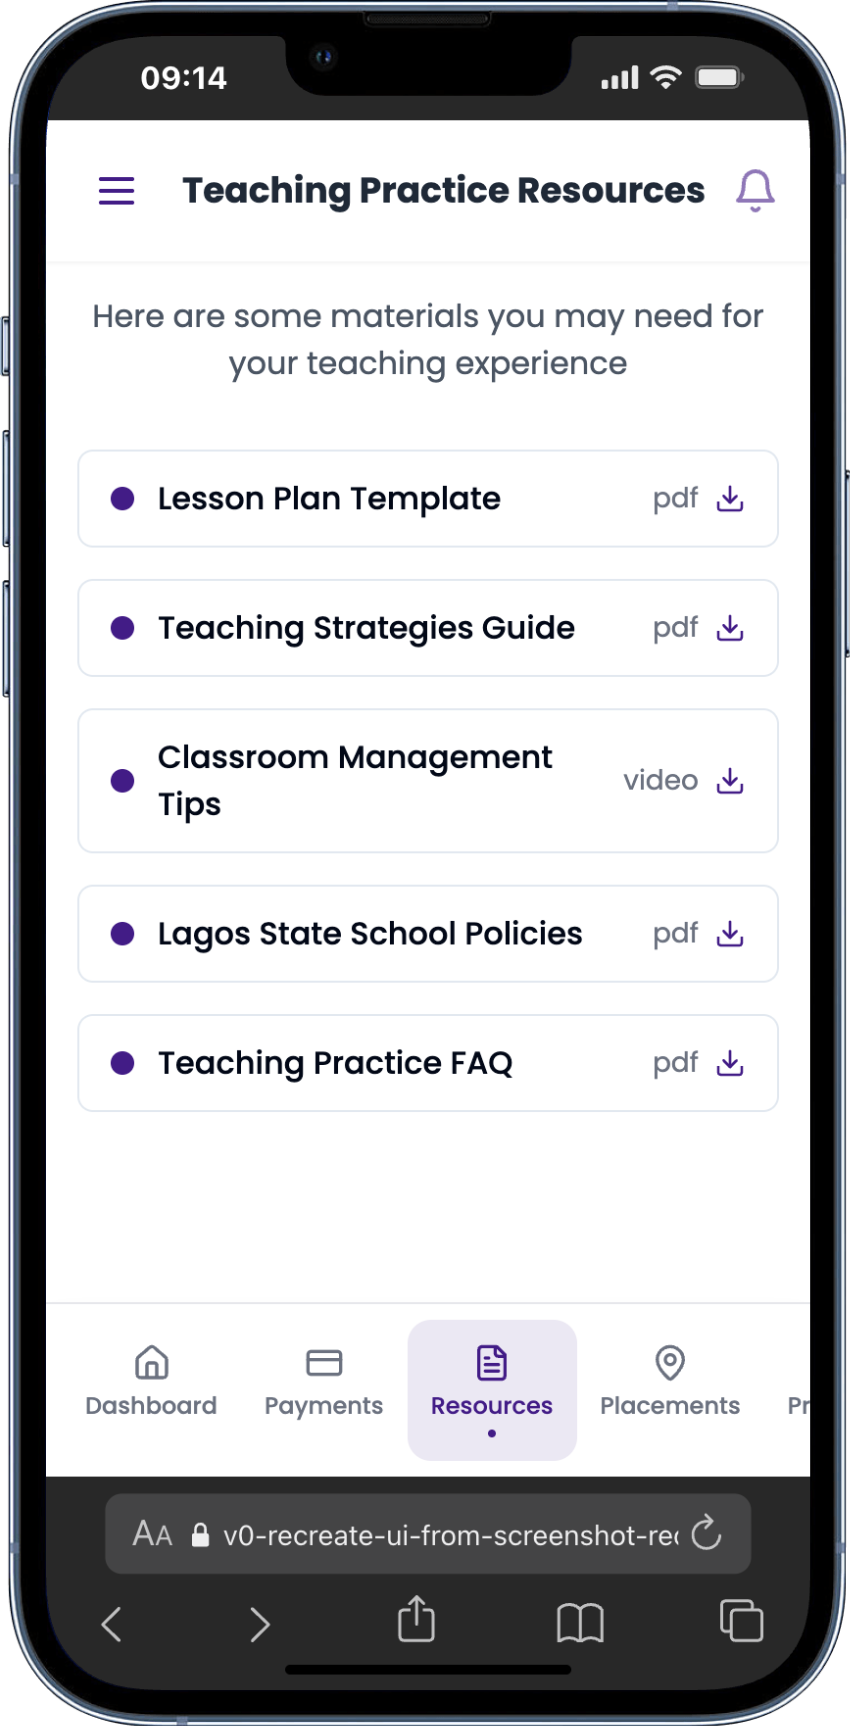 09:14
Teaching Practice Resources
Here are some materials you may need for
your teaching experience
Lesson Plan Template pdf
Teaching Strategies Guide pdf
Classroom Management
Tips
video
Lagos State School Policies pdf
Teaching Practice FAQ pdf
Dashboard Payments Resources Placements Pr
AA v0-recreate-ui-from-screenshot-rec